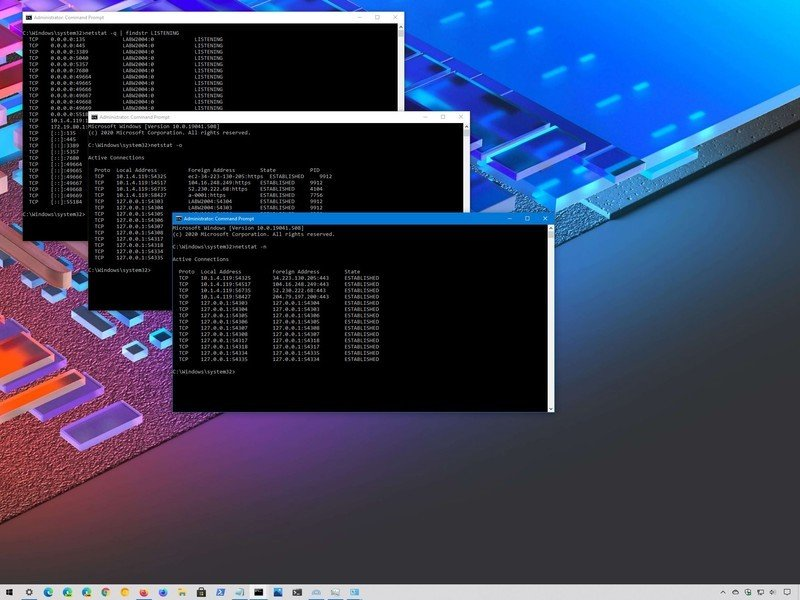 Administrator: Command Prompt
C:\Windows\system32>netstat -q | findstr LISTENING
TCP 0.0.0.0:135 LABW2004:0 LISTENING
TCP 0.0.0.0:445 LABW2004:0 LISTENING
TCP 0.0.0.0:3389 LABW2004:0 LISTENING
TCP 0.0.0.0:5040 LABW2004:0 LISTENING
TCP 0.0.0.0:5357 LABW2004:0 LISTENING
TCP 0.0.0.0:7680 LABW2004:0 LISTENING
TCP 0.0.0.0:49664 LABW2004:0 LISTENING
TCP 0.0.0.0:49665 LABW2004:0 LISTENING
TCP 0.0.0.0:49666 LABW2004:0 LISTENING
TCP 0.0.0.0:49667 LABW2004:0 LISTENING
TCP 0.0.0.0:49668 LABW2004:0 LISTENING
TCP 0.0.0.0:49669 LABW2004:0 LISTENING
TCP 0.0.0.0:5518
TCP 10.1.4.119:
TCP 172.19.80.1:
TCP [::]:135
TCP [::]:445
TCP [::]:3389
TCP [::]:5357
TCP [::]:7680
TCP [::]:49664
TCP [::]:49665
TCP [::]:49666
TCP [::]:49667
TCP [::]:49668
TCP [::]:49669
TCP [::]:55184
C:\Windows\system32>
Administrator: Command Prompt
Microsoft Windows [Version 10.0.19041.508]
(c) 2020 Microsoft Corporation. All rights reserved.
C:\Windows\system32>netstat -o
Active Connections
Proto Local Address Foreign Address State PID
TCP 10.1.4.119:54325 ec2-34-223-130-205:https ESTABLISHED 9912
TCP 10.1.4.119:54517 104.16.248.249:https ESTABLISHED 9912
TCP 10.1.4.119:56735 52.230.222.68:https ESTABLISHED 4104
TCP 10.1.4.119:58427 a-0001:https ESTABLISHED 7756
TCP 127.0.0.1:54303 LABW2004:54304 ESTABLISHED 9912
TCP 127.0.0.1:54304 LABW2004:54303 ESTABLISHED 9912
TCP 127.0.0.1:54305
TCP 127.0.0.1:54306
TCP 127.0.0.1:54307
TCP 127.0.0.1:54308
TCP 127.0.0.1:54317
TCP 127.0.0.1:54318
TCP 127.0.0.1:54334
TCP 127.0.0.1:54335
C:\Windows\system32>
Administrator: Command Prompt
Microsoft Windows [Version 10.0.19041.508]
(c) 2020 Microsoft Corporation. All rights reserved.
C:\Windows\system32>netstat -n
Active Connections
Proto Local Address Foreign Address State
TCP 10.1.4.119:54325 34.223.130.205:443 ESTABLISHED
TCP 10.1.4.119:54517 104.16.248.249:443 ESTABLISHED
TCP 10.1.4.119:56735 52.230.222.68:443 ESTABLISHED
TCP 10.1.4.119:58427 204.79.197.200:443 ESTABLISHED
TCP 127.0.0.1:54303 127.0.0.1:54304 ESTABLISHED
TCP 127.0.0.1:54304 127.0.0.1:54303 ESTABLISHED
TCP 127.0.0.1:54305 127.0.0.1:54306 ESTABLISHED
TCP 127.0.0.1:54306 127.0.0.1:54305 ESTABLISHED
TCP 127.0.0.1:54307 127.0.0.1:54308 ESTABLISHED
TCP 127.0.0.1:54308 127.0.0.1:54307 ESTABLISHED
TCP 127.0.0.1:54317 127.0.0.1:54318 ESTABLISHED
TCP 127.0.0.1:54318 127.0.0.1:54317 ESTABLISHED
TCP 127.0.0.1:54334 127.0.0.1:54335 ESTABLISHED
TCP 127.0.0.1:54335 127.0.0.1:54334 ESTABLISHED
C:\Windows\system32>